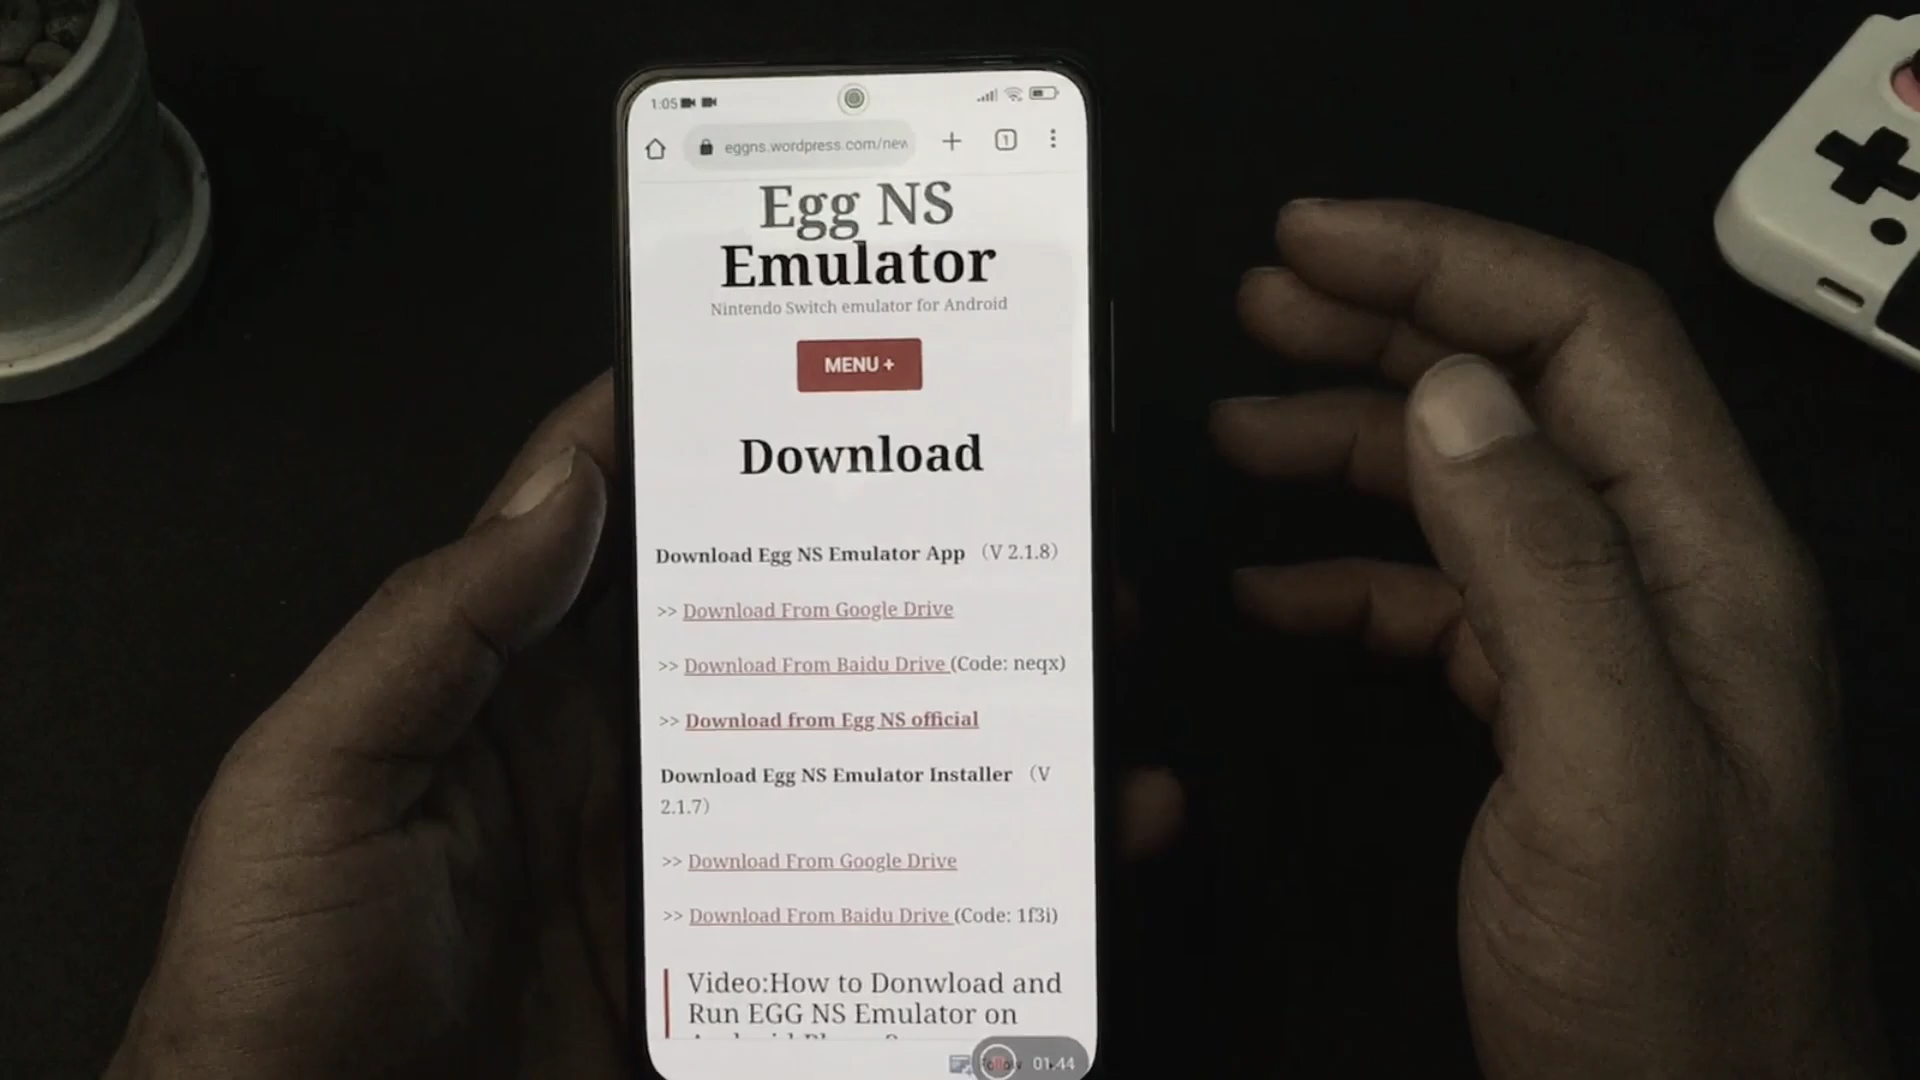 1:05
eggns.wordpress.com/new
1
Egg NS
Emulator
Nintendo Switch emulator for Android
MENU +
Download
Download Egg NS Emulator App （V 2.1.8）
>> Download From Google Drive
>> Download From Baidu Drive (Code: neqx)
>> Download from Egg NS official
Download Egg NS Emulator Installer （V
2.1.7）
>> Download From Google Drive
>> Download From Baidu Drive (Code: 1f3i)
Video:How to Donwload and
Run EGG NS Emulator on
01:44